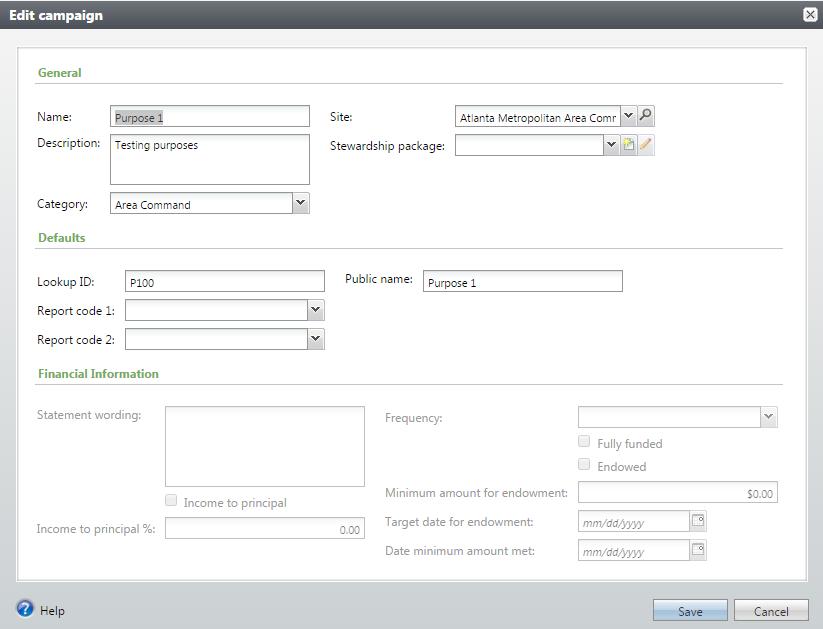 Edit campaign
General
Name: Purpose 1 Site: Atlanta Metropolitan Area Comr
Description: Testing purposes Stewardship package:
Category: Area Command
Defaults
Lookup ID: P100 Public name: Purpose 1
Report code 1:
Report code 2:
Financial Information
Statement wording: Frequency:
Fully funded
Endowed
Income to principal Minimum amount for endowment: $0.00
Income to principal %: 0.00 Target date for endowment: mm/dd/yyyy
Date minimum amount met: mm/dd/yyyy
? Help Save Cancel